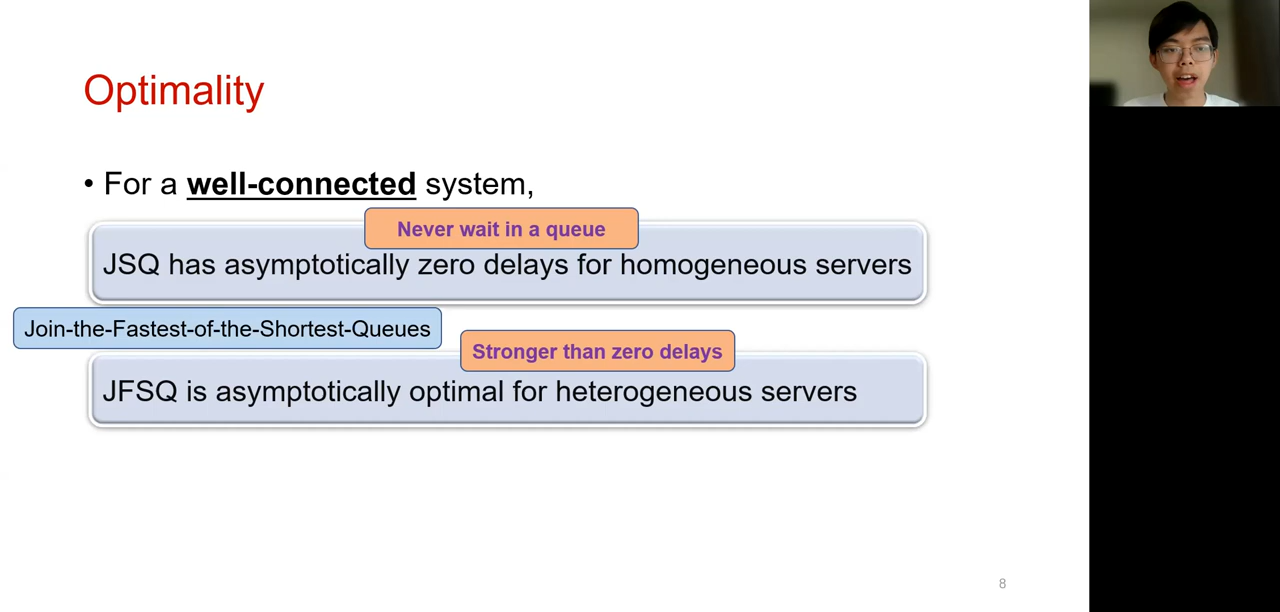 Optimality
• For a well-connected system,
Never wait in a queue
JSQ has asymptotically zero delays for homogeneous servers
Join-the-Fastest-of-the-Shortest-Queues
Stronger than zero delays
JFSQ is asymptotically optimal for heterogeneous servers
8